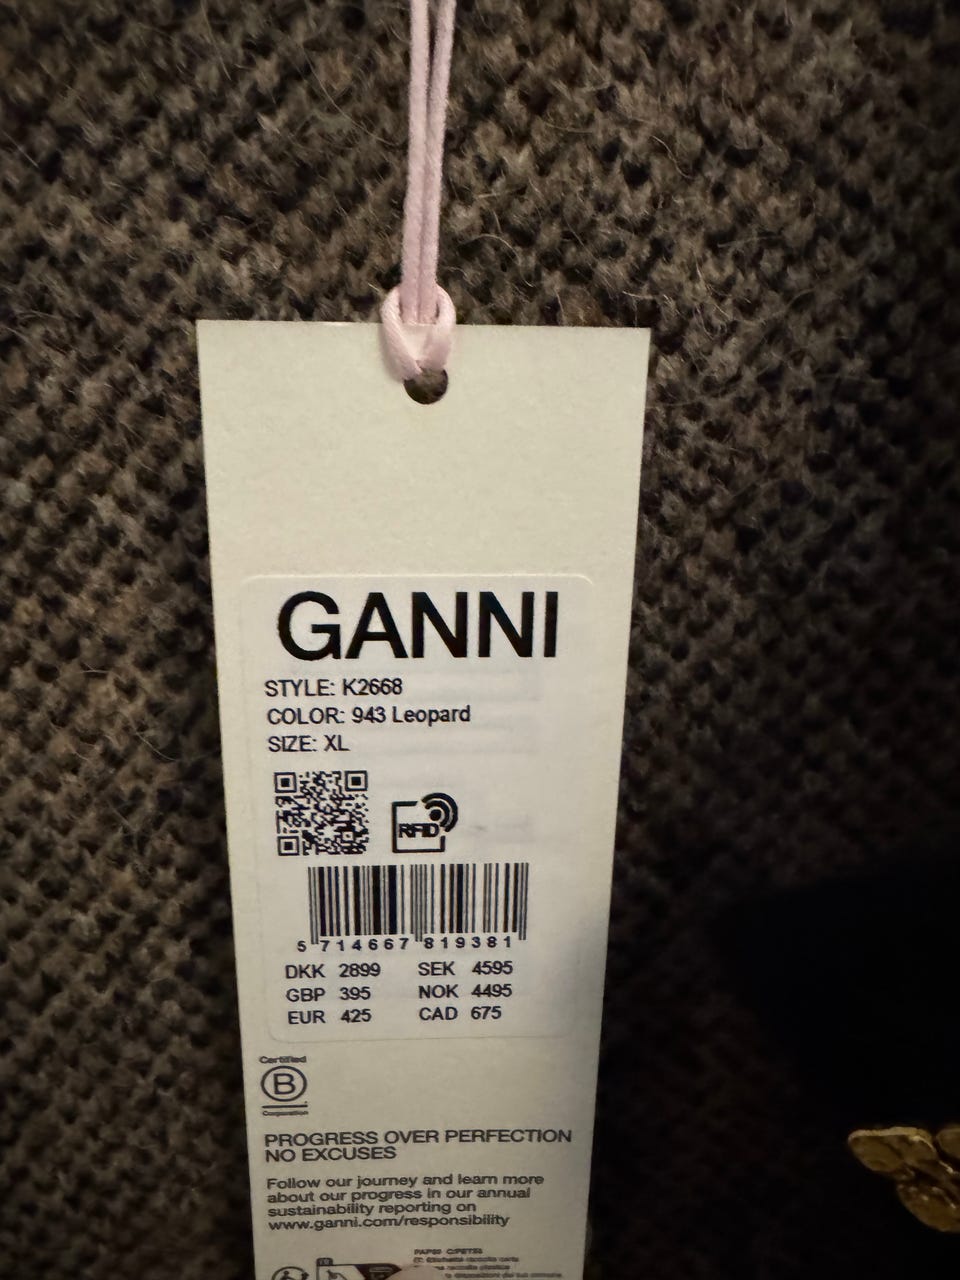 GANNI
STYLE: K2668
COLOR: 943 Leopard
SIZE: XL
RFID
5 714667 819381
DKK 2899 SEK 4595
GBP 395 NOK 4495
EUR 425 CAD 675
Certified
B
Corporation
PROGRESS OVER PERFECTION
NO EXCUSES
Follow our journey and learn more
about our progress in our annual
sustainability reporting on
www.ganni.com/responsibility